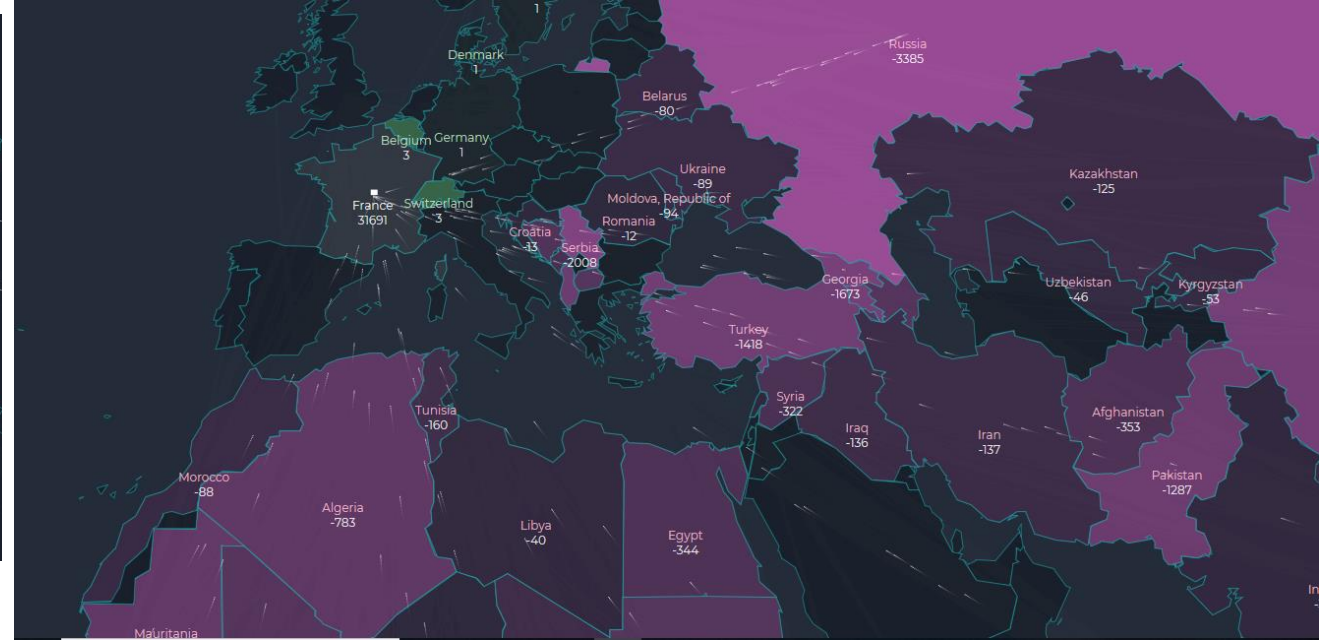 1
Denmark
1
Russia
-3385
Belarus
-80
Belgium
3
Germany
1
Ukraine
-89
Kazakhstan
-125
France
31691
Switzerland
-3
Moldova, Republic of
-94
Romania
-12
Croatia
-13
Serbia
-2008
Georgia
-1673
Uzbekistan
-46
Kyrgyzstan
-53
Turkey
-1418
Syria
-322
Tunisia
-160
Afghanistan
-353
Iraq
-136
Iran
-137
Morocco
-88
Pakistan
-1287
Algeria
-783
Libya
-40
Egypt
-344
In
Mauritania